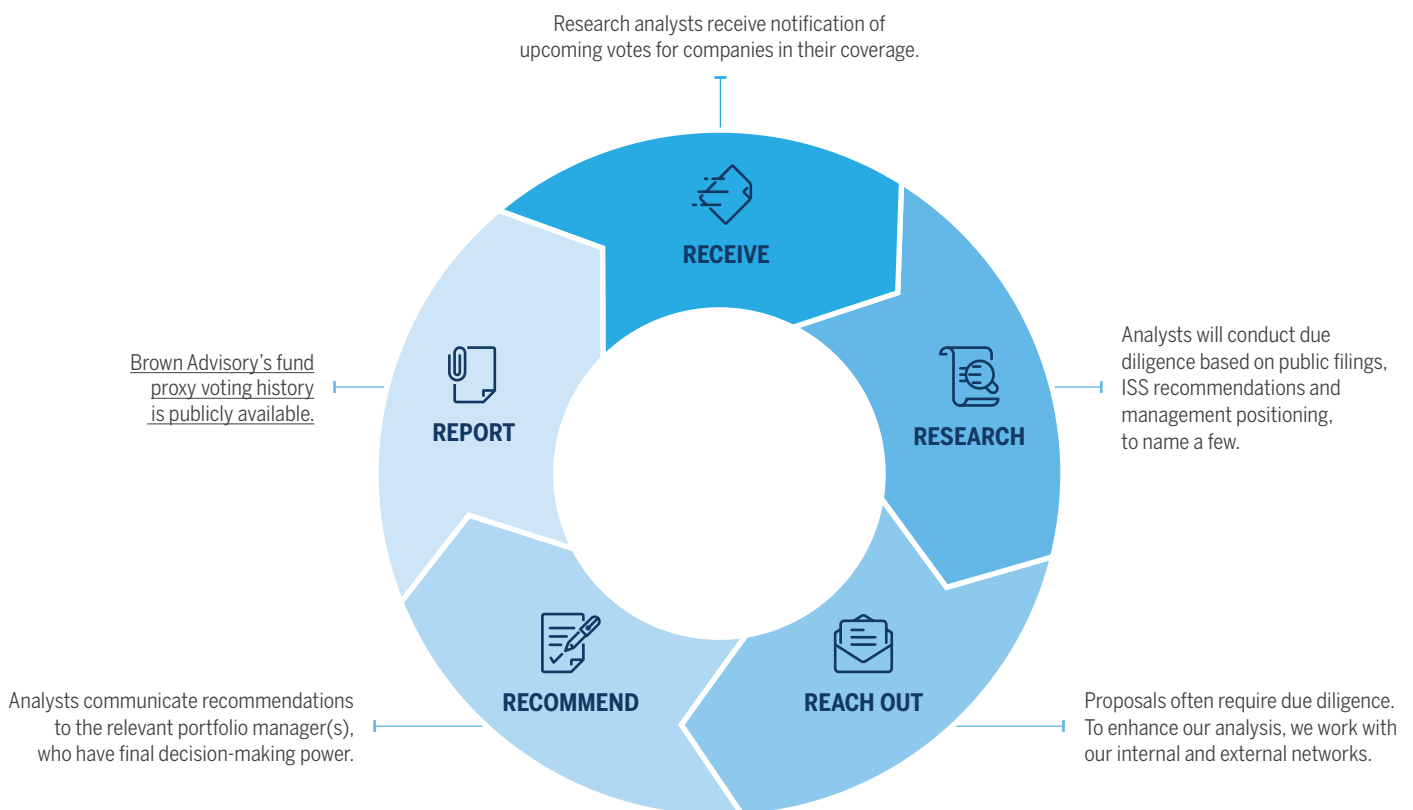 Research analysts receive notification of
upcoming votes for companies in their coverage.
RECEIVE
Analysts will conduct due
diligence based on public filings,
ISS recommendations and
management positioning,
to name a few.
RESEARCH
Proposals often require due diligence.
To enhance our analysis, we work with
our internal and external networks.
REACH OUT
Analysts communicate recommendations
to the relevant portfolio manager(s),
who have final decision-making power.
RECOMMEND
Brown Advisory’s fund
proxy voting history
is publicly available.
REPORT